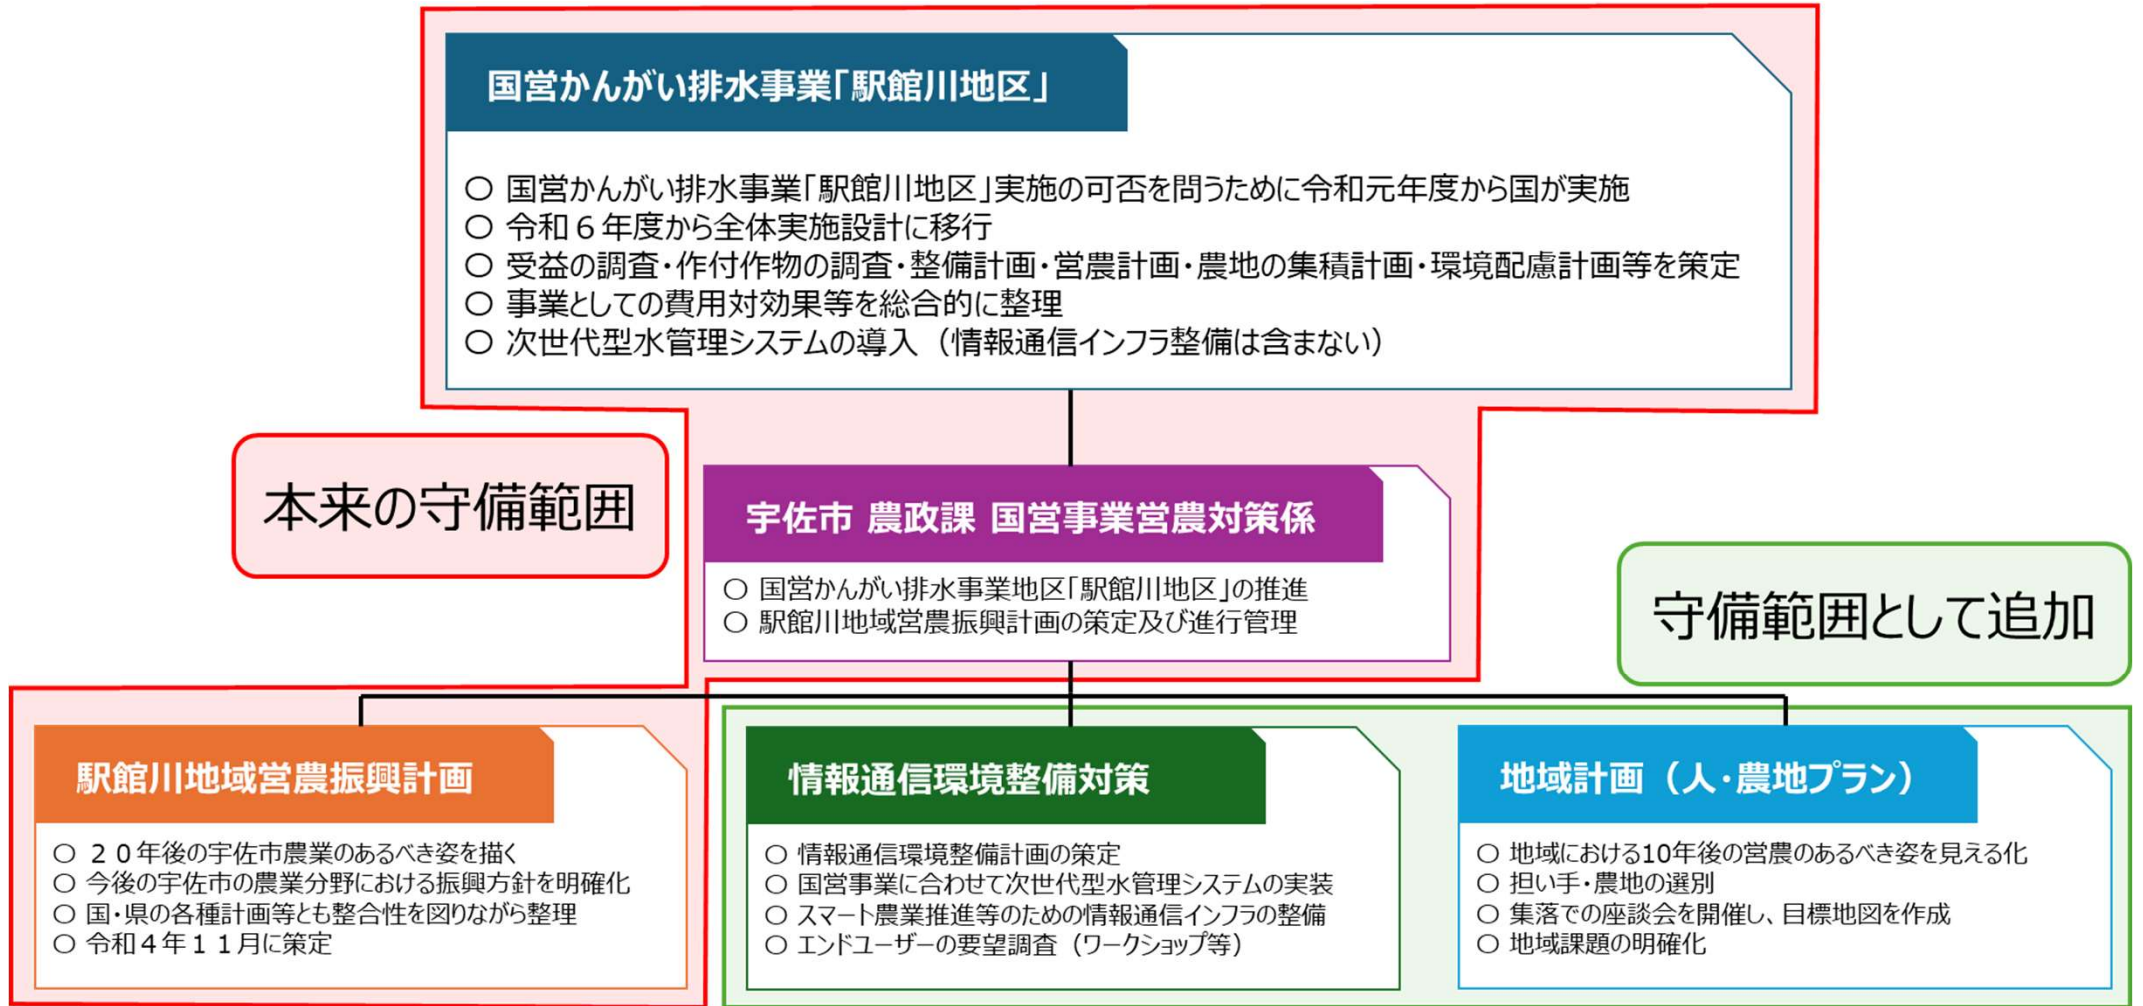 国営かんがい排水事業「駅館川地区」
○ 国営かんがい排水事業「駅館川地区」実施の可否を問うために令和元年度から国が実施
○ 令和６年度から全体実施設計に移行
○ 受益の調査・作付作物の調査・整備計画・営農計画・農地の集積計画・環境配慮計画等を策定
○ 事業としての費用対効果等を総合的に整理
○ 次世代型水管理システムの導入（情報通信インフラ整備は含まない）
本来の守備範囲
宇佐市 農政課 国営事業営農対策係
○ 国営かんがい排水事業地区「駅館川地区」の推進
○ 駅館川地域営農振興計画の策定及び進行管理
守備範囲として追加
駅館川地域営農振興計画
○ ２０年後の宇佐市農業のあるべき姿を描く
○ 今後の宇佐市の農業分野における振興方針を明確化
○ 国・県の各種計画等とも整合性を図りながら整理
○ 令和４年１１月に策定
情報通信環境整備対策
○ 情報通信環境整備計画の策定
○ 国営事業に合わせて次世代型水管理システムの実装
○ スマート農業推進等のための情報通信インフラの整備
○ エンドユーザーの要望調査（ワークショップ等）
地域計画（人・農地プラン）
○ 地域における10年後の営農のあるべき姿を見える化
○ 担い手・農地の選別
○ 集落での座談会を開催し、目標地図を作成
○ 地域課題の明確化